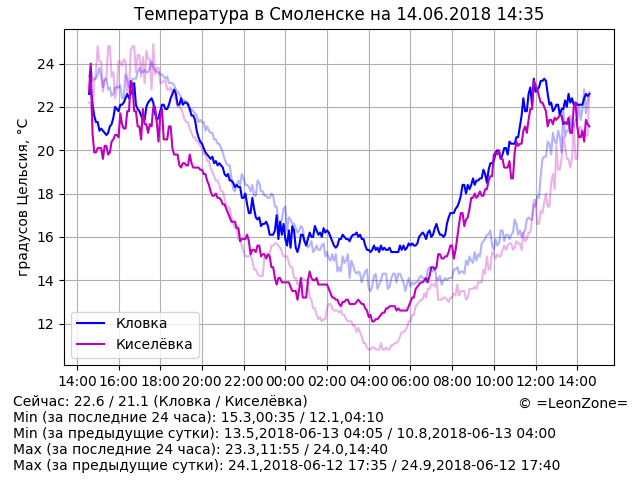 Температура в Смоленске на 14.06.2018 14:35
градусов Цельсия, °C
24
22
20
18
16
14
12
Кловка
Киселёвка
14:00 16:00 18:00 20:00 22:00 00:00 02:00 04:00 06:00 08:00 10:00 12:00 14:00
Сейчас: 22.6 / 21.1 (Кловка / Киселёвка)
© =LeonZone=
Min (за последние 24 часа): 15.3,00:35 / 12.1,04:10
Min (за предыдущие сутки): 13.5,2018-06-13 04:05 / 10.8,2018-06-13 04:00
Max (за последние 24 часа): 23.3,11:55 / 24.0,14:40
Max (за предыдущие сутки): 24.1,2018-06-12 17:35 / 24.9,2018-06-12 17:40